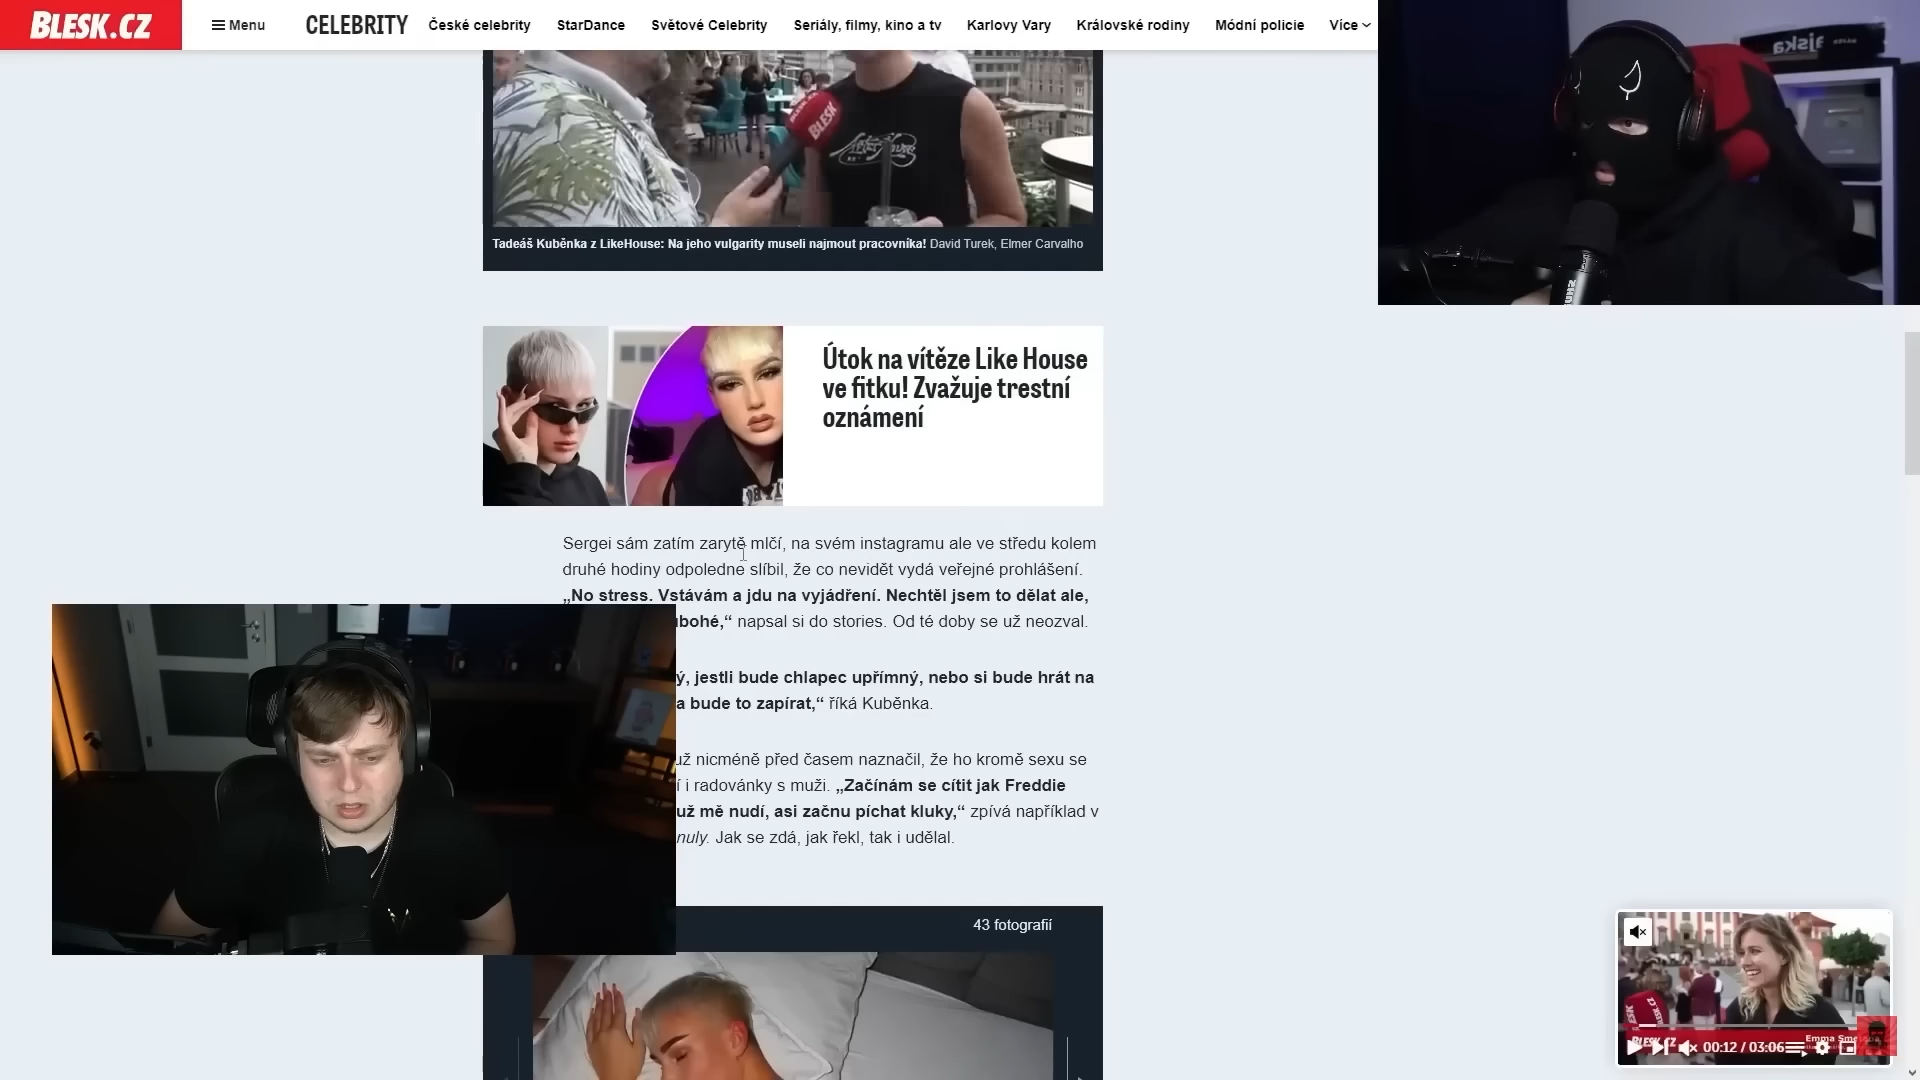 BLESK.CZ
Menu
CELEBRITY
České celebrity
StarDance
Světové Celebrity
Seriály, filmy, kino a tv
Karlovy Vary
Královské rodiny
Módní policie
Více
BLESK
Tadeáš Kuběnka z LikeHouse: Na jeho vulgarity museli najmout pracovníka! David Turek, Elmer Carvalho
Útok na vítěze Like House
ve fitku! Zvažuje trestní
oznámení
Sergei sám zatím zarytě mlčí, na svém instagramu ale ve středu kolem
druhé hodiny odpoledne slíbil, že co nevidět vydá veřejné prohlášení.
„No stress. Vstávám a jdu na vyjádření. Nechtěl jsem to dělat ale,
ubohé,“ napsal si do stories. Od té doby se už neozval.
ý, jestli bude chlapec upřímný, nebo si bude hrát na
a bude to zapírat,“ říká Kuběnka.
už nicméně před časem naznačil, že ho kromě sexu se
í i radovánky s muži. „Začínám se cítit jak Freddie
už mě nudí, asi začnu píchat kluky,“ zpívá například v
nuly. Jak se zdá, jak řekl, tak i udělal.
43 fotografií
BLESK.CZ
00:12 / 03:06